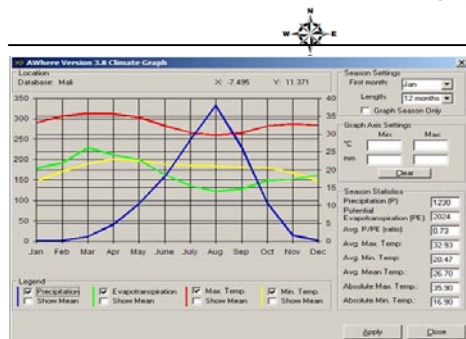 N
W E
AWhere Version 3.8 Climate Graph
Location
Database: Mali X: -7.495 Y: 11.371
350 300 250 200 150 100 50 0
40 35 30 25 20 15 10 5 0
Jan Feb Mar Apr May Jun Jul Aug Sep Oct Nov Dec
Legend
Precipitation Evapotranspiration Max. Temp. Min. Temp.
Show Mean Show Mean Show Mean Show Mean
Season Settings
First month: Jan
Length: 12 months
Graph Season Only
Graph Axis Settings
Min: Max:
°C
mm
Clear
Season Statistics
Precipitation (P) 1230
Potential
Evapotranspiration (PE) 2024
Avg. P/PE (ratio) 0.73
Avg. Max. Temp: 32.93
Avg. Min. Temp: 20.47
Avg. Mean Temp.: 26.70
Absolute Max. Temp.: 35.90
Absolute Min. Temp.: 16.90
Apply Close